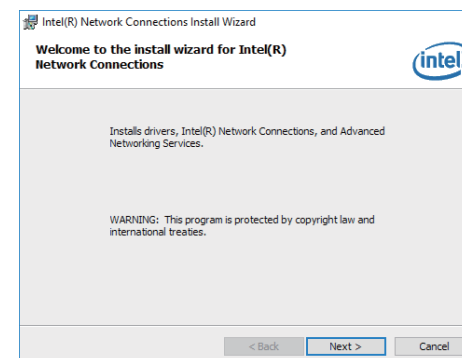 Intel(R) Network Connections Install Wizard
Welcome to the install wizard for Intel(R)
Network Connections
intel
Installs drivers, Intel(R) Network Connections, and Advanced
Networking Services.
WARNING: This program is protected by copyright law and
international treaties.
< Back
Next >
Cancel